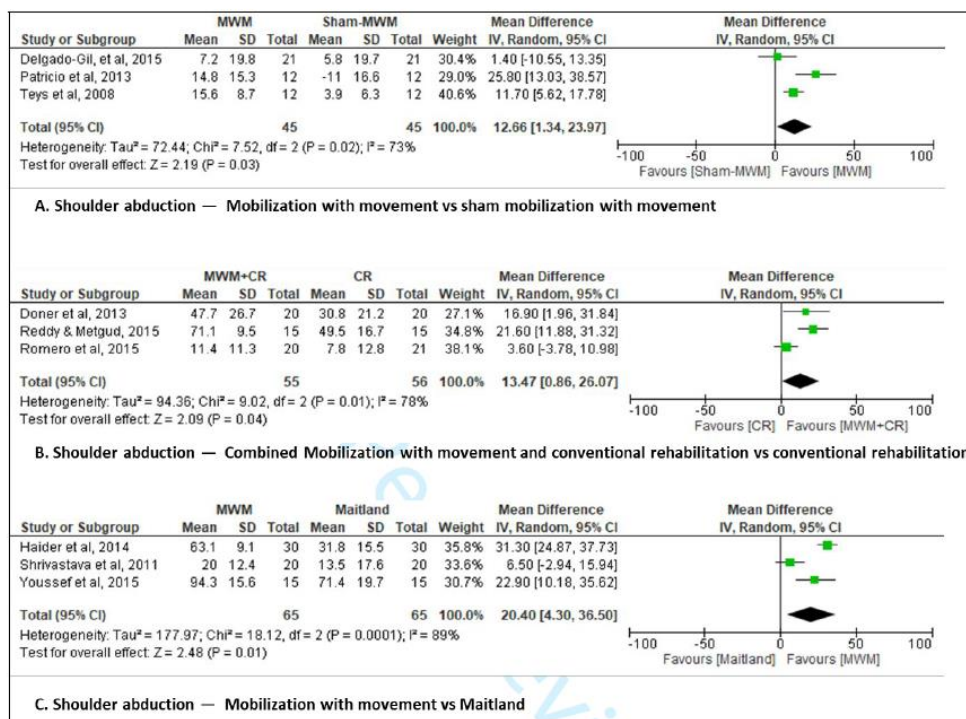 MWM Sham-MWM Mean Difference Mean Difference
Study or Subgroup Mean SD Total Mean SD Total Weight IV, Random, 95% CI IV, Random, 95% CI
Delgado-Gil, et al, 2015 7.2 19.8 21 5.8 19.7 21 30.4% 1.40 [-10.55, 13.35]
Patricio et al, 2013 14.8 15.3 12 -11 16.6 12 29.0% 25.80 [13.03, 38.57]
Teys et al, 2008 15.6 8.7 12 3.9 6.3 12 40.6% 11.70 [5.62, 17.78]
Total (95% CI) 45 45 100.0% 12.66 [1.34, 23.97]
Heterogeneity: Tau² = 72.44; Chi² = 7.52, df = 2 (P = 0.02); I² = 73%
Test for overall effect: Z = 2.19 (P = 0.03)
-100 -50 0 50 100
Favours [Sham-MWM] Favours [MWM]
A. Shoulder abduction — Mobilization with movement vs sham mobilization with movement
MWM+CR CR Mean Difference Mean Difference
Study or Subgroup Mean SD Total Mean SD Total Weight IV, Random, 95% CI IV, Random, 95% CI
Doner et al, 2013 47.7 26.7 20 30.8 21.2 20 27.1% 16.90 [1.96, 31.84]
Reddy & Metgud, 2015 71.1 9.5 15 49.5 16.7 15 34.8% 21.60 [11.88, 31.32]
Romero et al, 2015 11.4 11.3 20 7.8 12.8 21 38.1% 3.60 [-3.78, 10.98]
Total (95% CI) 55 56 100.0% 13.47 [0.86, 26.07]
Heterogeneity: Tau² = 94.36; Chi² = 9.02, df = 2 (P = 0.01); I² = 78%
Test for overall effect: Z = 2.09 (P = 0.04)
-100 -50 0 50 100
Favours [CR] Favours [MWM+CR]
B. Shoulder abduction — Combined Mobilization with movement and conventional rehabilitation vs conventional rehabilitation
MWM Maitland Mean Difference Mean Difference
Study or Subgroup Mean SD Total Mean SD Total Weight IV, Random, 95% CI IV, Random, 95% CI
Haider et al, 2014 63.1 9.1 30 31.8 15.5 30 35.8% 31.30 [24.87, 37.73]
Shrivastava et al, 2011 20 12.4 20 13.5 17.6 20 33.6% 6.50 [-2.94, 15.94]
Youssef et al, 2015 94.3 15.6 15 71.4 19.7 15 30.7% 22.90 [10.18, 35.62]
Total (95% CI) 65 65 100.0% 20.40 [4.30, 36.50]
Heterogeneity: Tau² = 177.97; Chi² = 18.12, df = 2 (P = 0.0001); I² = 89%
Test for overall effect: Z = 2.48 (P = 0.01)
-100 -50 0 50 100
Favours [Maitland] Favours [MWM]
C. Shoulder abduction — Mobilization with movement vs Maitland